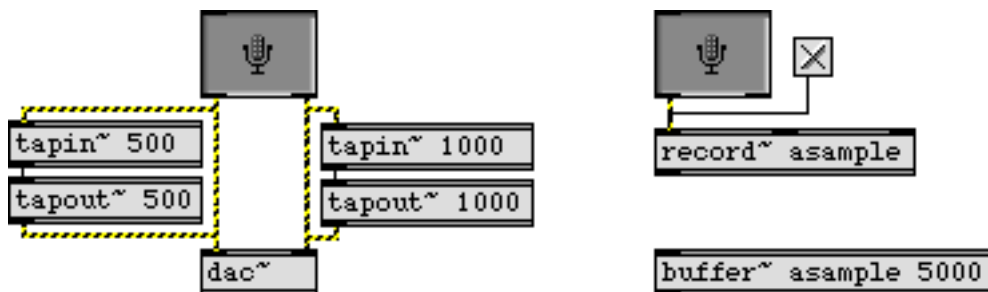 tapin~ 500
tapout~ 500
tapin~ 1000
tapout~ 1000
dac~
record~ asample
buffer~ asample 5000